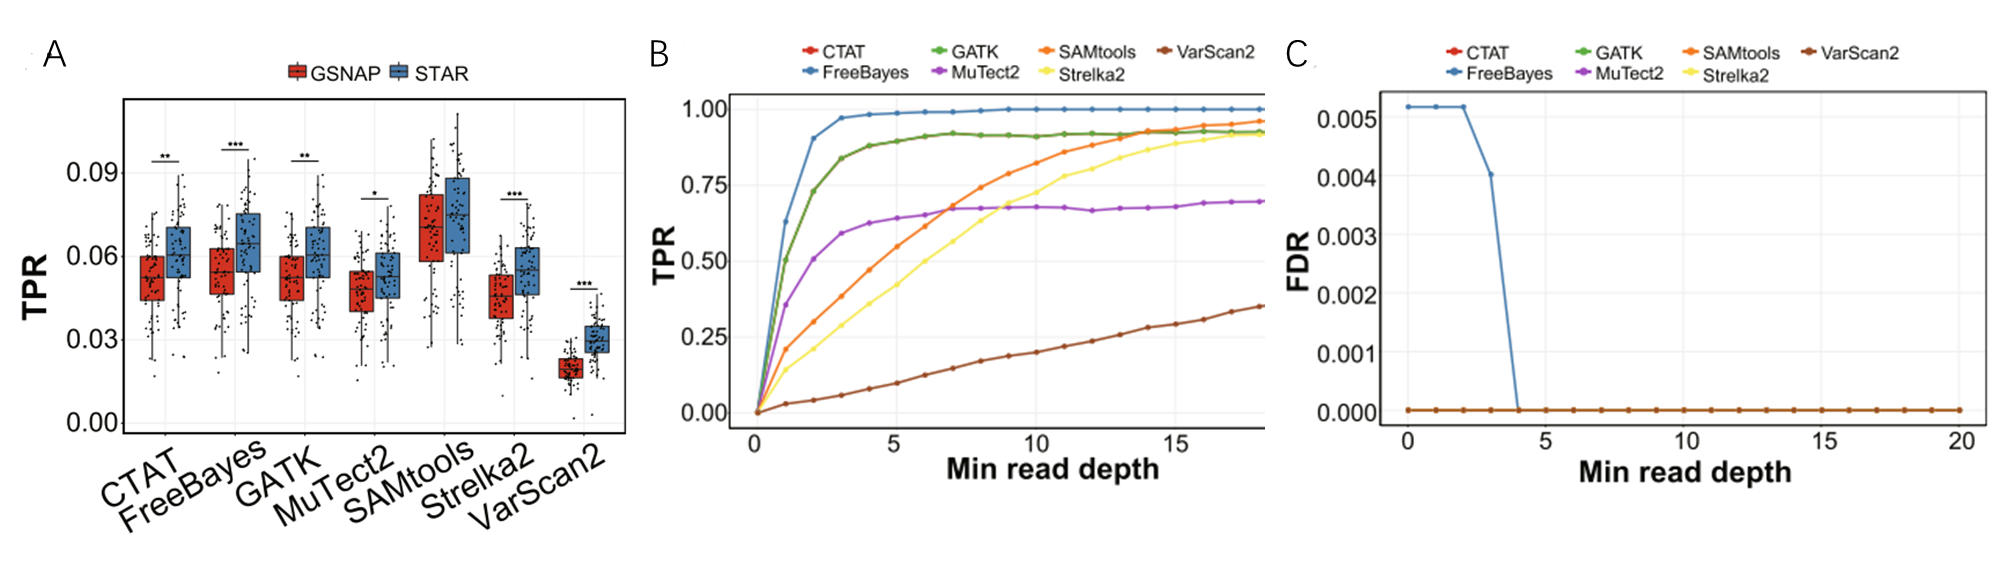 A
GSNAP STAR
TPR
0.09
0.06
0.03
0.00
** *** ** * *** ***
CTAT FreeBayes GATK MuTect2 SAMtools Strelka2 VarScan2
B
CTAT GATK SAMtools VarScan2
FreeBayes MuTect2 Strelka2
TPR
1.00
0.75
0.50
0.25
0.00
0 5 10 15
Min read depth
C
CTAT GATK SAMtools VarScan2
FreeBayes MuTect2 Strelka2
FDR
0.005
0.004
0.003
0.002
0.001
0.000
0 5 10 15 20
Min read depth